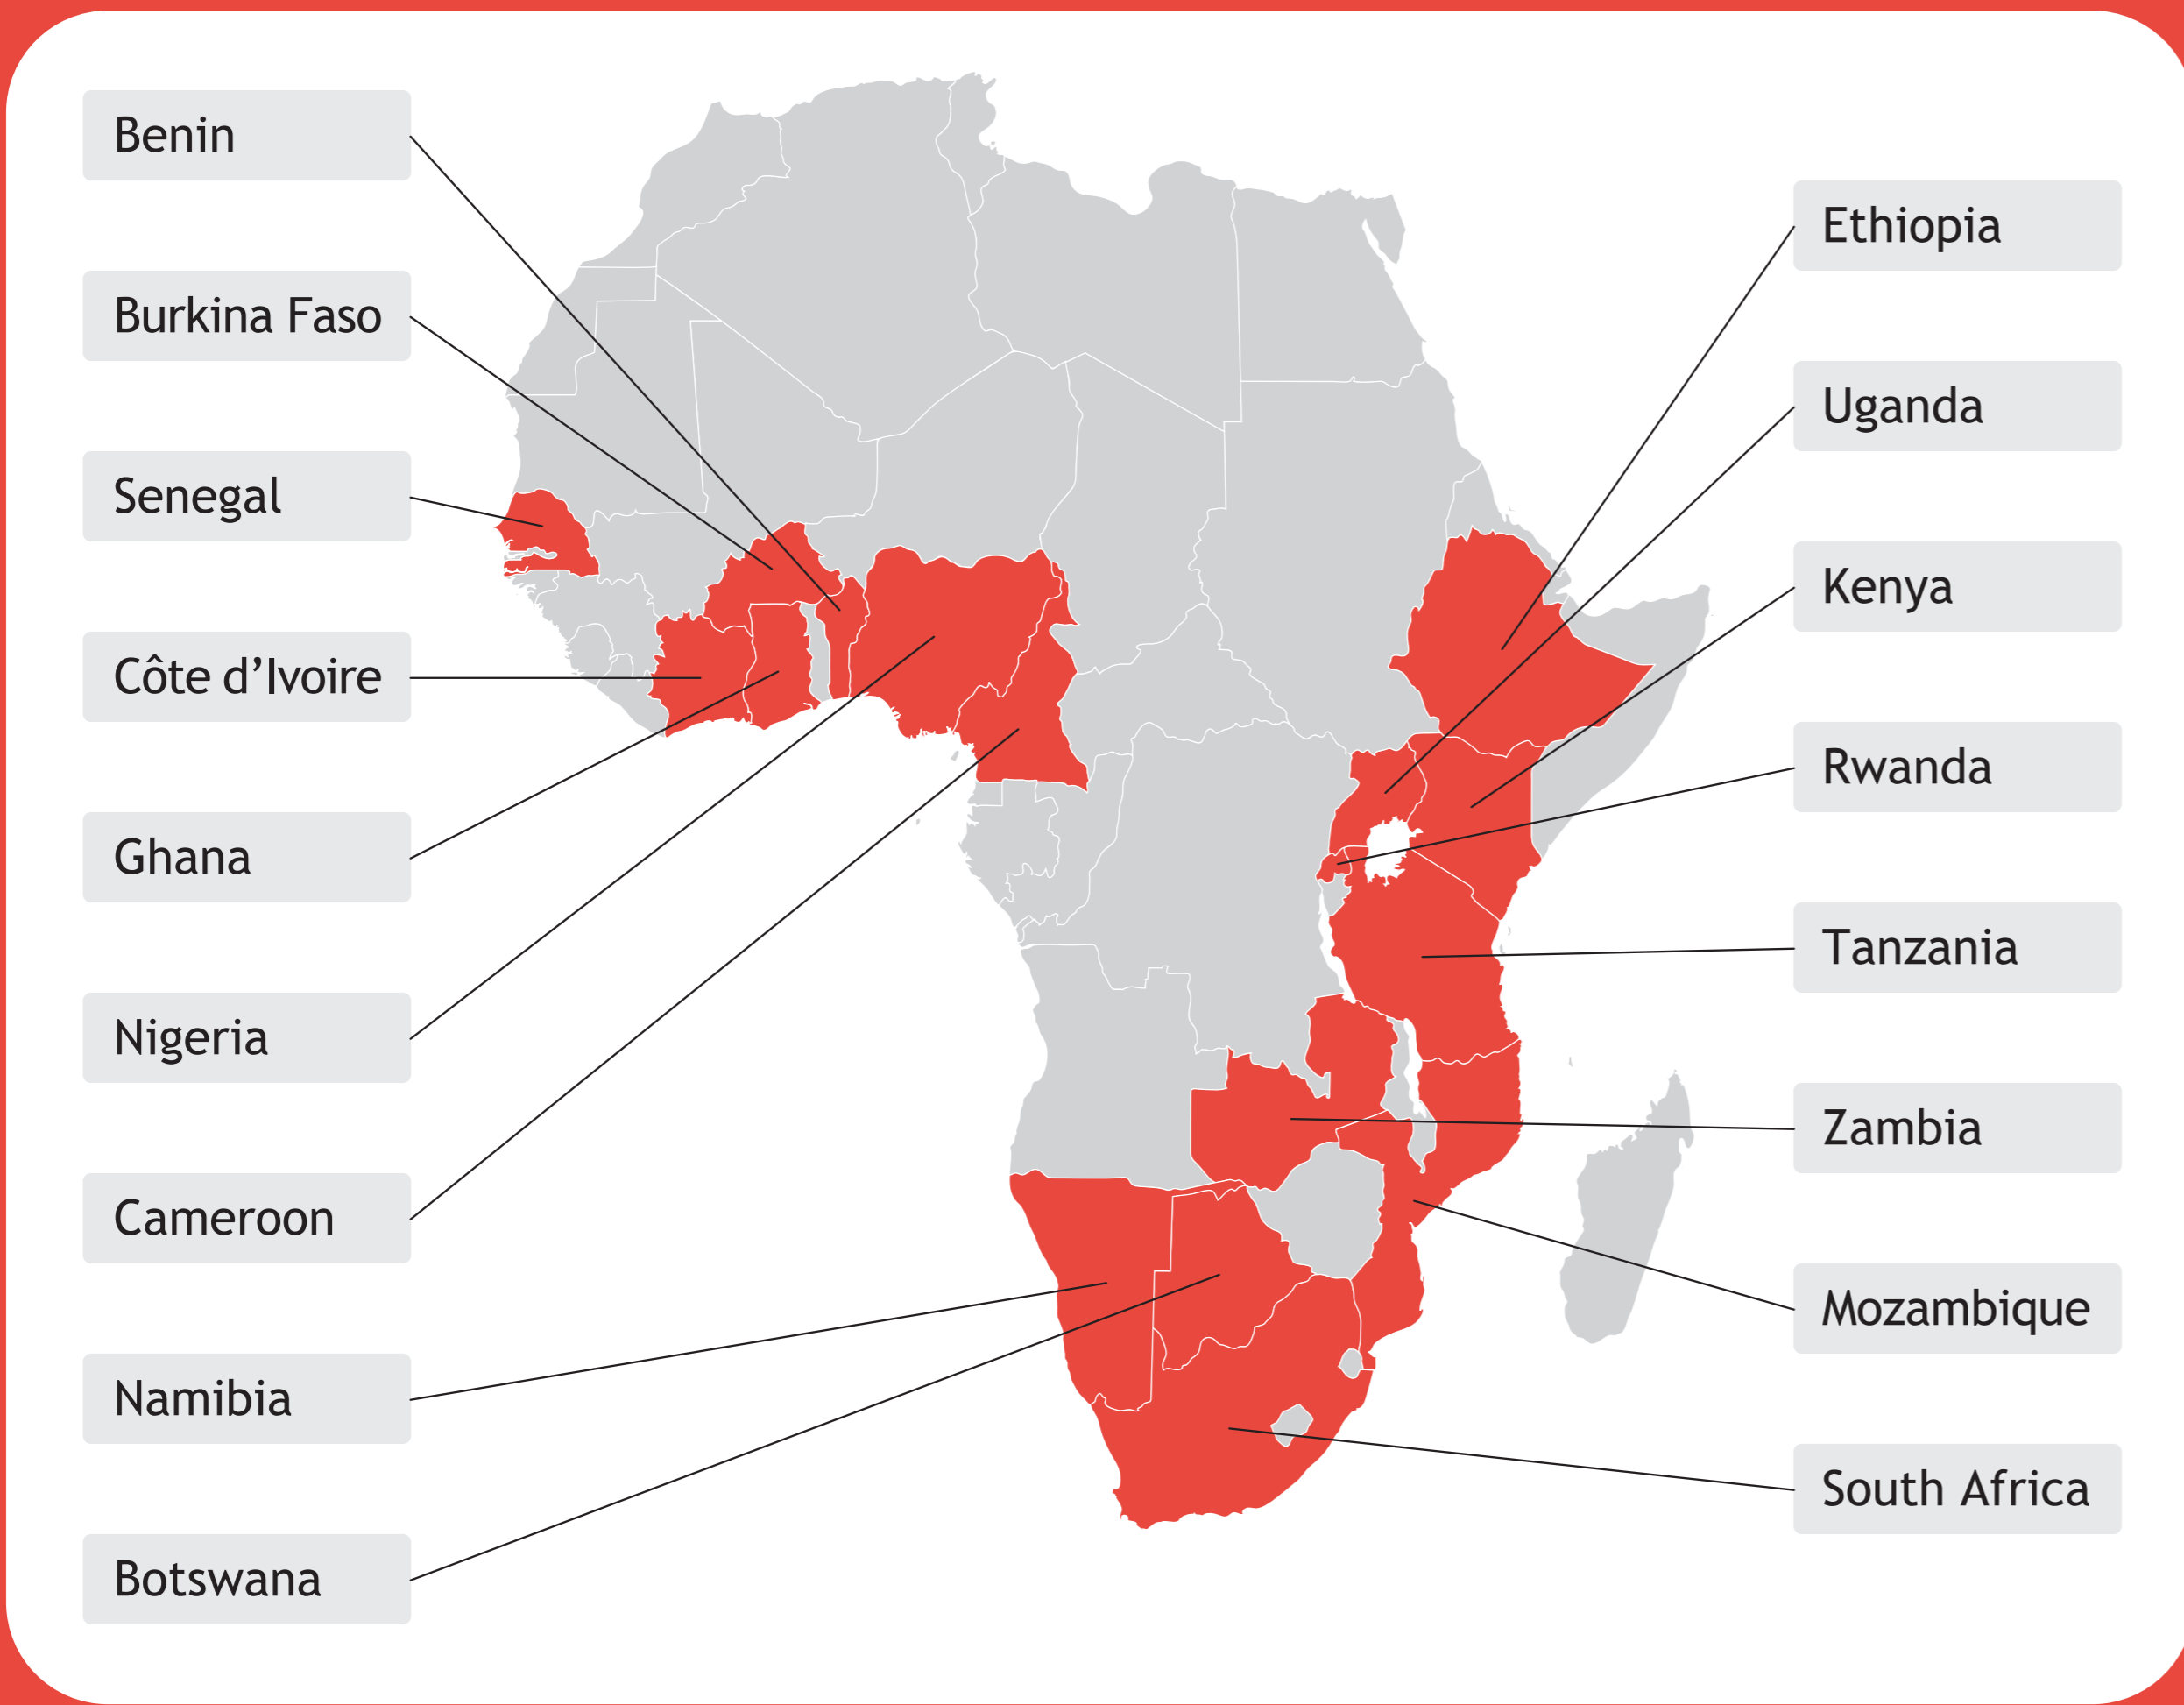 Benin
Burkina Faso
Senegal
Côte d’Ivoire
Ghana
Nigeria
Cameroon
Namibia
Botswana
Ethiopia
Uganda
Kenya
Rwanda
Tanzania
Zambia
Mozambique
South Africa